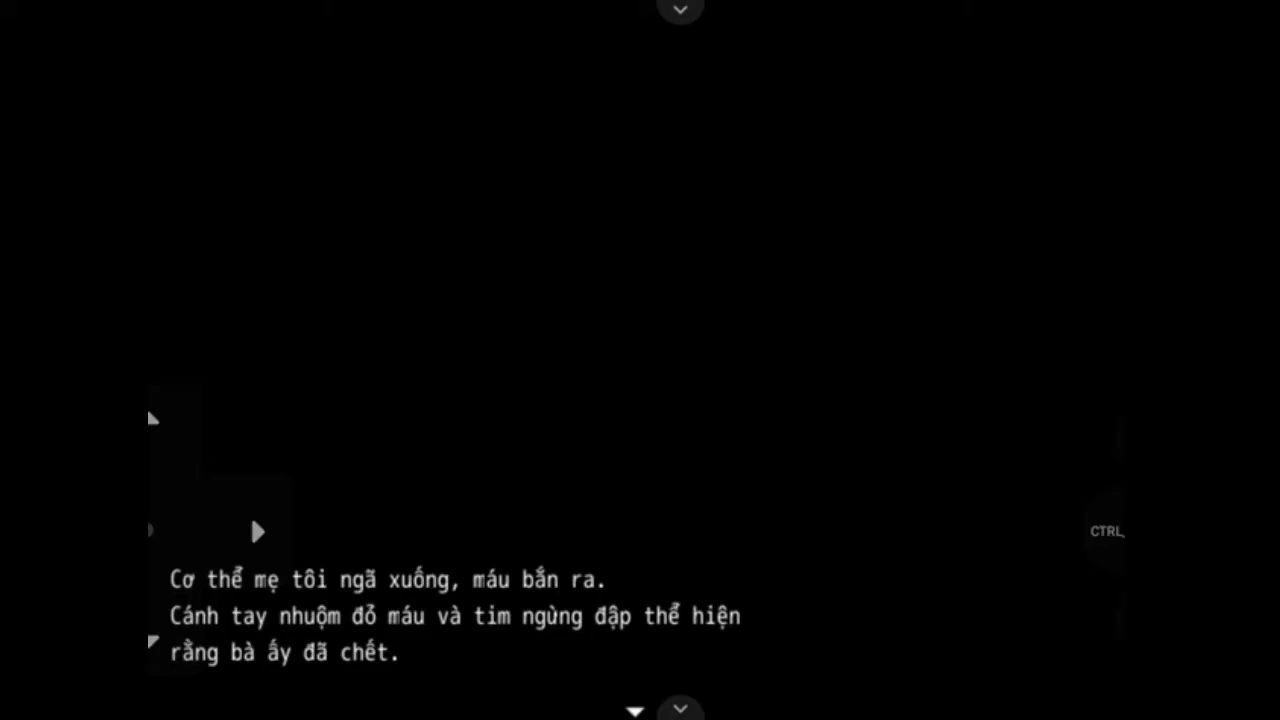 CTRL
Cơ thể mẹ tôi ngã xuống, máu bắn ra.
Cánh tay nhuộm đỏ máu và tim ngừng đập thể hiện
rằng bà ấy đã chết.